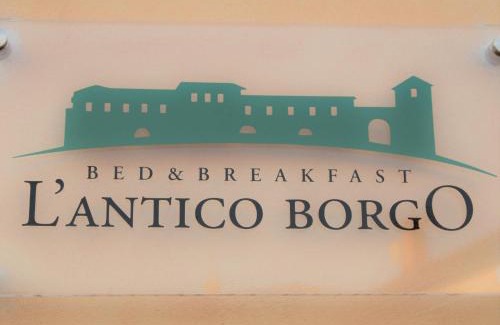 BED & BREAKFAST
L'ANTICO BORGO